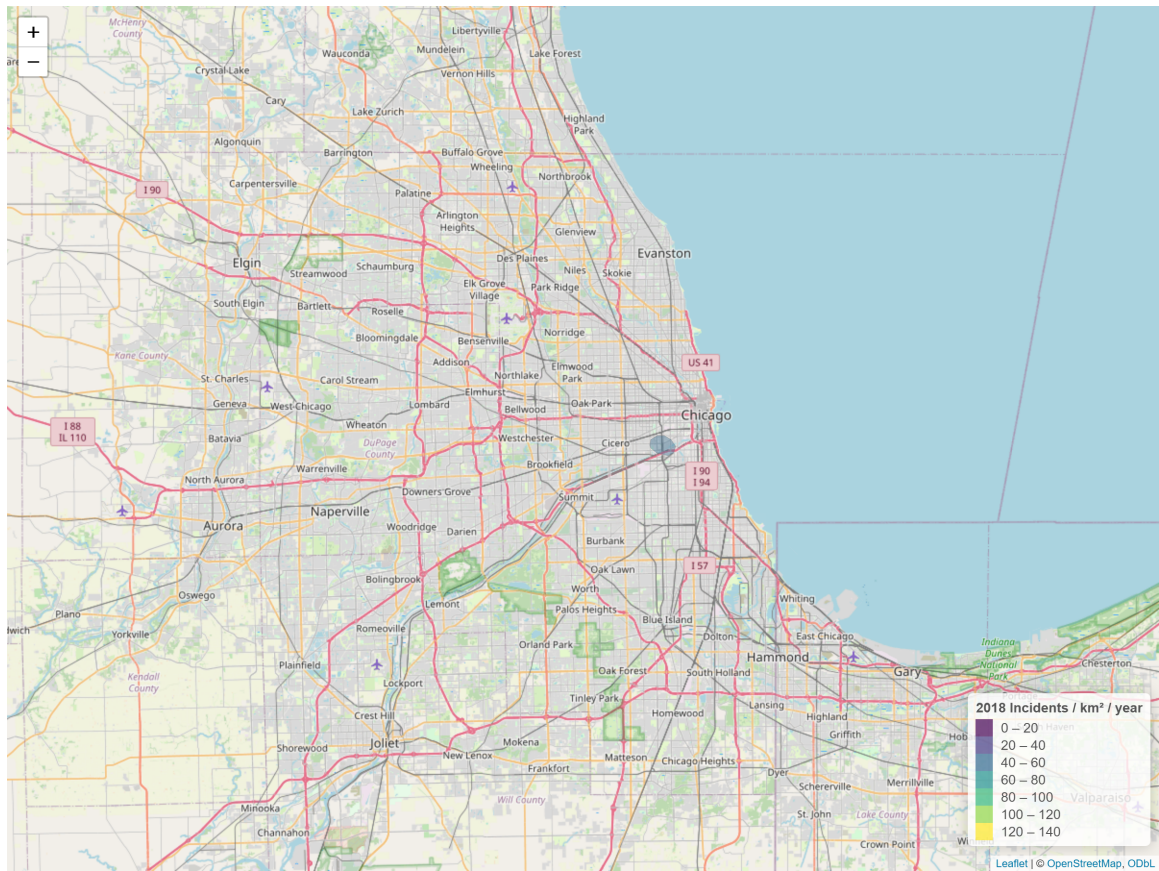 +
−
McHenry
County
Libertyville
Wauconda
Mundelein
Lake Forest
Crystal Lake
Vernon Hills
Cary
Lake Zurich
Highland
Park
Algonquin
Barrington
Buffalo Grove
Wheeling
Northbrook
Carpentersville
I 90
Palatine
Arlington
Heights
Glenview
Evanston
Elgin
Streamwood
Schaumburg
Des Plaines
Niles
Skokie
Elk Grove
Village
Park Ridge
South Elgin
Bartlett
Roselle
Norridge
Bloomingdale
Bensenville
Kane County
Addison
Elmwood
Park
US 41
St. Charles
Carol Stream
Northlake
Elmhurst
Geneva
West Chicago
Lombard
Bellwood
Oak Park
Chicago
Wheaton
I 88
IL 110
Batavia
DuPage
County
Westchester
Cicero
Warrenville
Brookfield
North Aurora
I 90
I 94
Downers Grove
Summit
Aurora
Naperville
Woodridge
Darien
Burbank
Bolingbrook
Oak Lawn
I 57
Oswego
Worth
Whiting
Plano
Lemont
Palos Heights
Blue Island
dwich
Yorkville
Romeoville
Orland Park
Dolton
East Chicago
Indiana
Dunes
National
Park
Plainfield
Hammond
Chesterton
Kendall
County
Lockport
Oak Forest
South Holland
Gary
Tinley Park
Lansing
Crest Hill
Homewood
Highland
Joliet
Mokena
Griffith
Hob
Shorewood
New Lenox
Matteson
Chicago Heights
Frankfort
Dyer
Schererville
Merrillville
Will County
Valparaiso
Minooka
St. John
Lake County
Channahon
Crown Point
2018 Incidents / km² / year
0 – 20
20 – 40
40 – 60
60 – 80
80 – 100
100 – 120
120 – 140
Leaflet | © OpenStreetMap, ODbL